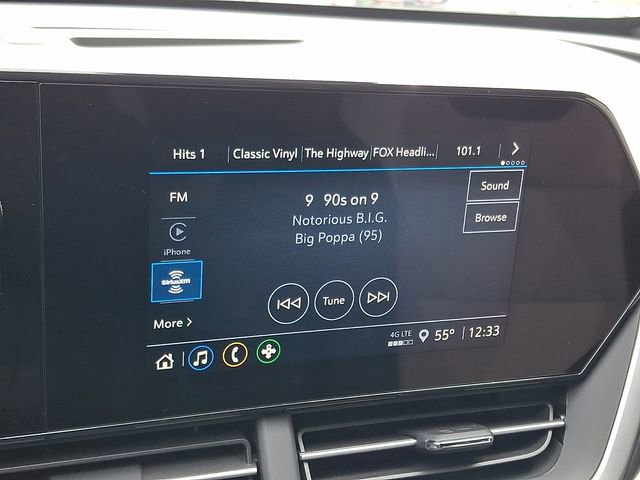 Hits 1 Classic Vinyl The Highway FOX Headli... 101.1
FM
iPhone
SiriusXM
More
9 90s on 9
Notorious B.I.G.
Big Poppa (95)
Tune
Sound
Browse
4G LTE 55° 12:33